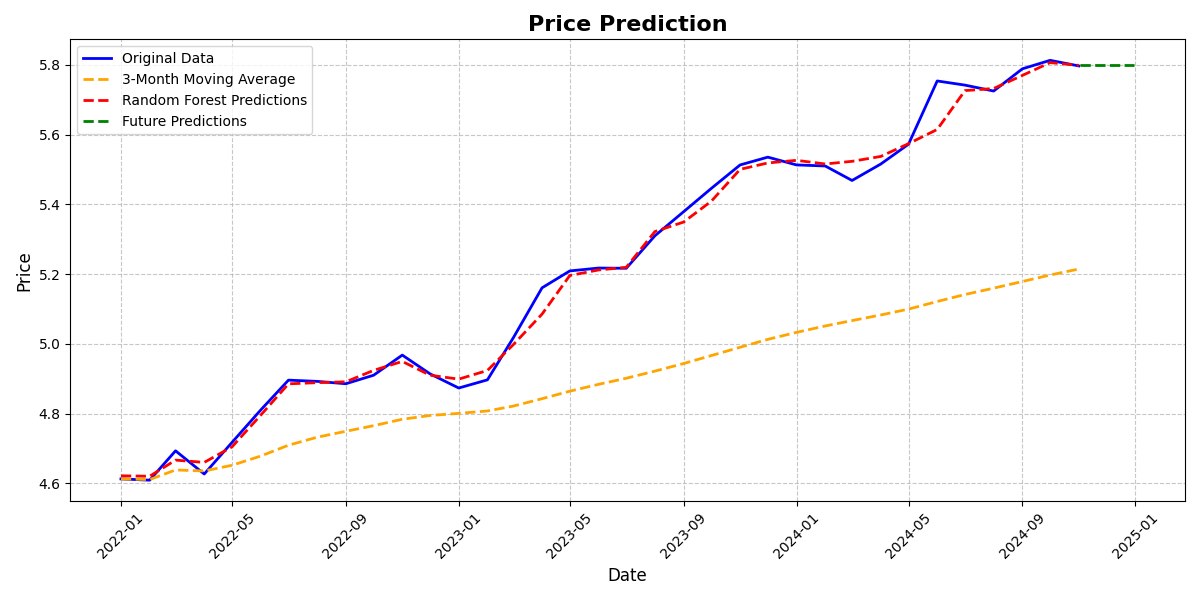 Price Prediction
Original Data
3-Month Moving Average
Random Forest Predictions
Future Predictions
Price
5.8
5.6
5.4
5.2
5.0
4.8
4.6
2022-01
2022-05
2022-09
2023-01
2023-05
2023-09
2024-01
2024-05
2024-09
2025-01
Date